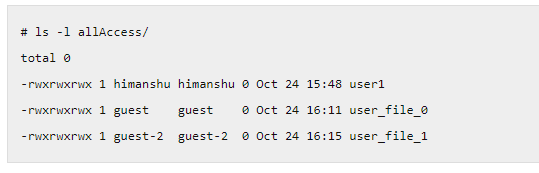 # ls -l allAccess/
total 0
-rwxrwxrwx 1 himanshu himanshu 0 Oct 24 15:48 user1
-rwxrwxrwx 1 guest    guest    0 Oct 24 16:11 user_file_0
-rwxrwxrwx 1 guest-2  guest-2  0 Oct 24 16:15 user_file_1